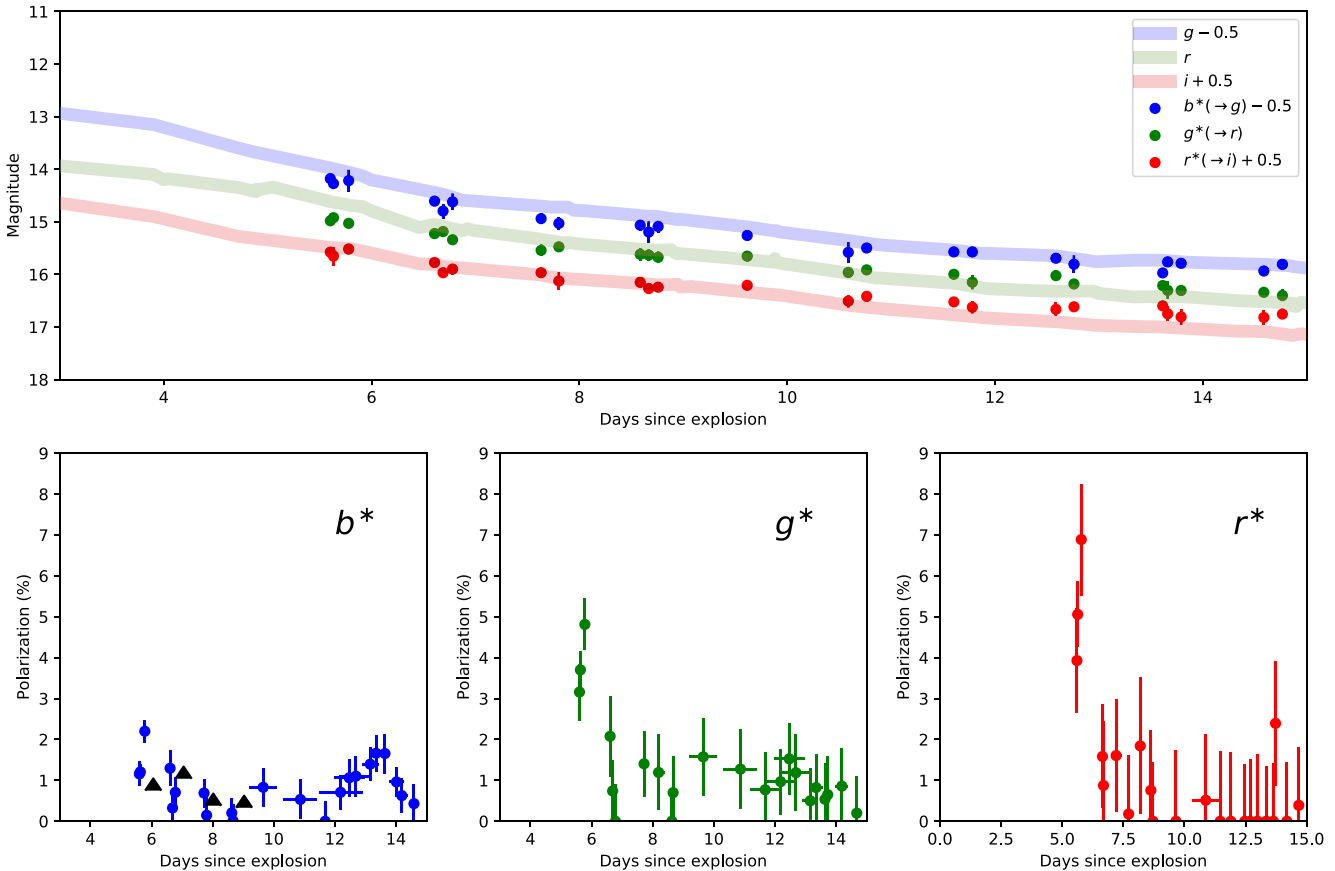 11
12
13
14
15
16
17
18
Magnitude
g − 0.5
r
i + 0.5
b*(→g) − 0.5
g*(→r)
r*(→i) + 0.5
4 6 8 10 12 14
Days since explosion
9
8
7
6
5
4
3
2
1
0
Polarization (%)
b*
4 6 8 10 12 14
Days since explosion
9
8
7
6
5
4
3
2
1
0
Polarization (%)
g*
4 6 8 10 12 14
Days since explosion
9
8
7
6
5
4
3
2
1
0
Polarization (%)
r*
0.0 2.5 5.0 7.5 10.0 12.5 15.0
Days since explosion